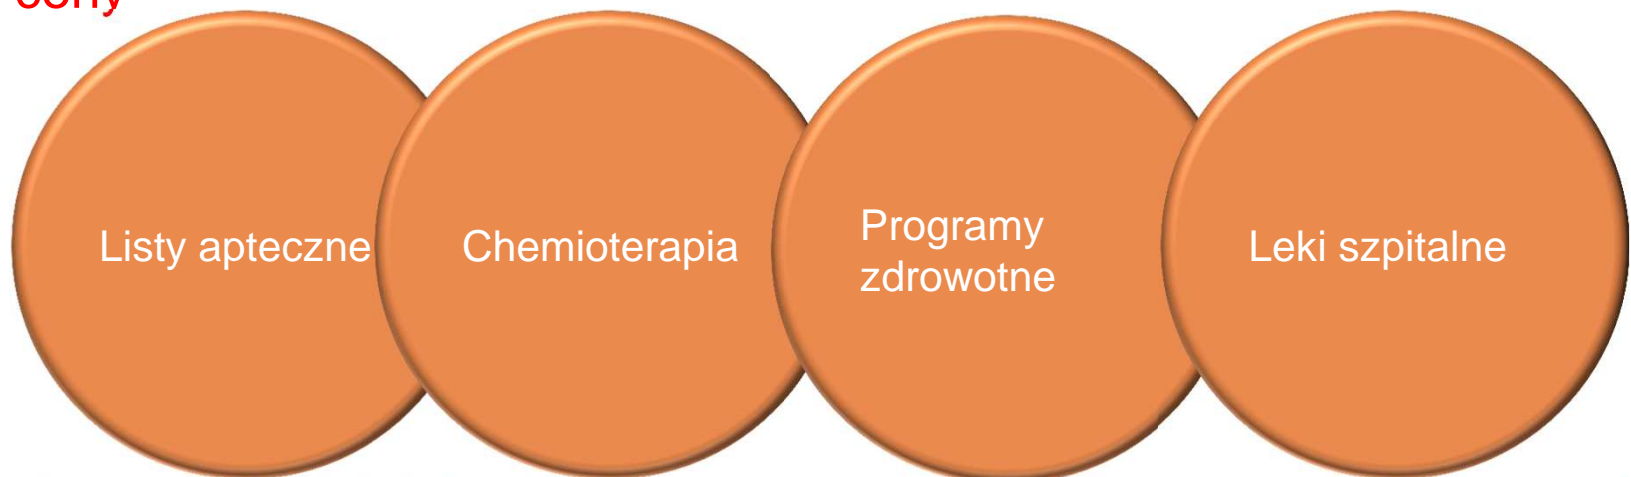 Listy apteczne
Chemioterapia
Programy
zdrowotne
Leki szpitalne